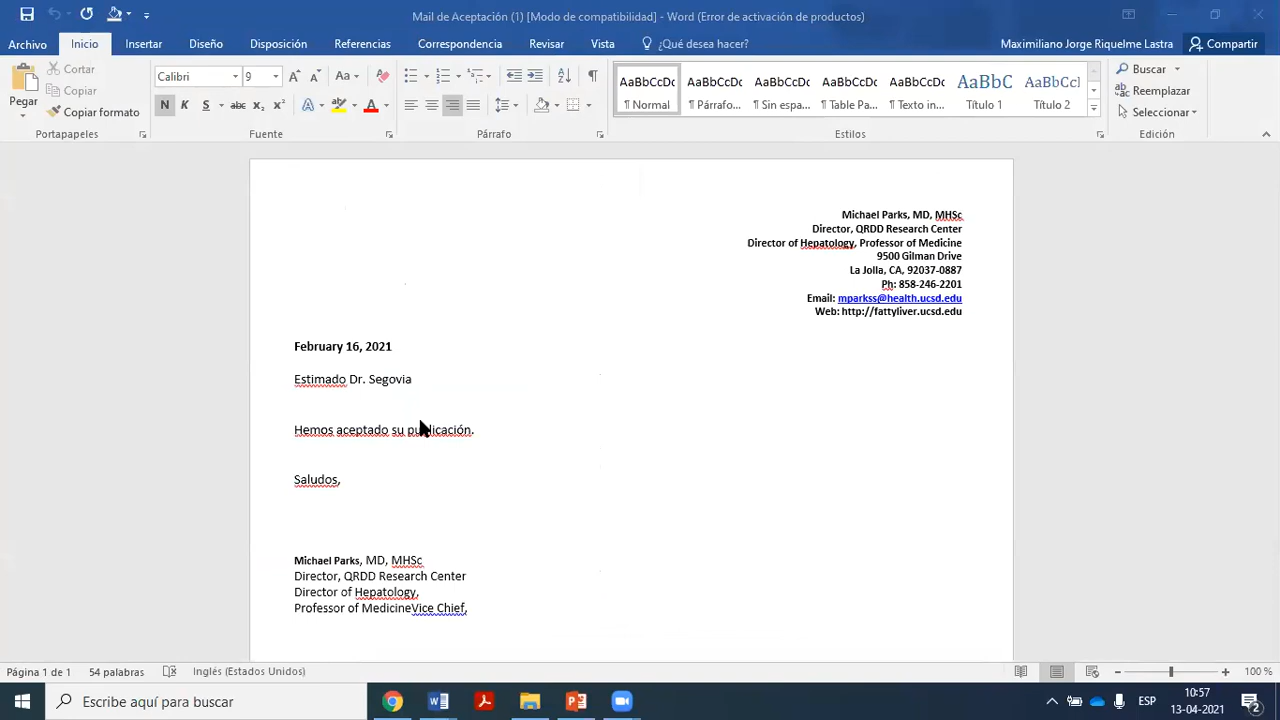 Mail de Aceptación (1) [Modo de compatibilidad] - Word (Error de activación de productos)
Archivo Inicio Insertar Diseño Disposición Referencias Correspondencia Revisar Vista ¿Qué desea hacer? Maximiliano Jorge Riquelme Lastra Compartir
Pegar
Cortar
Copiar
Copiar formato
Portapapeles
Calibri 9
Fuente
Párrafo
AaBbCcDc AaBbCcDc AaBbCcDc AaBbCcDc AaBbCcDc AaBbC AaBbCcI
¶ Normal ¶ Párrafo... ¶ Sin espa... ¶ Table Pa... ¶ Texto in... Título 1 Título 2
Estilos
Buscar
Reemplazar
Seleccionar
Edición
Michael Parks, MD, MHSc
Director, QRDD Research Center
Director of Hepatology, Professor of Medicine
9500 Gilman Drive
La Jolla, CA, 92037-0887
Ph: 858-246-2201
Email: mparkss@health.ucsd.edu
Web: http://fattyliver.ucsd.edu
February 16, 2021
Estimado Dr. Segovia
Hemos aceptado su publicación.
Saludos,
Michael Parks, MD, MHSc
Director, QRDD Research Center
Director of Hepatology,
Professor of MedicineVice Chief,
Página 1 de 1 54 palabras Inglés (Estados Unidos) 100 %
Escribe aquí para buscar
ESP
10:57
13-04-2021
2